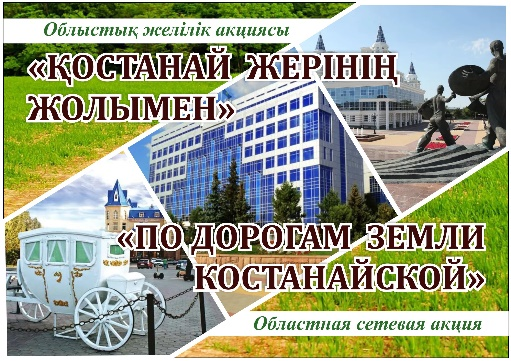 Облыстық желілік акциясы
«ҚОСТАНАЙ ЖЕРІНІҢ
ЖОЛЫМЕН»
«ПО ДОРОГАМ ЗЕМЛИ
КОСТАНАЙСКОЙ»
Областная сетевая акция